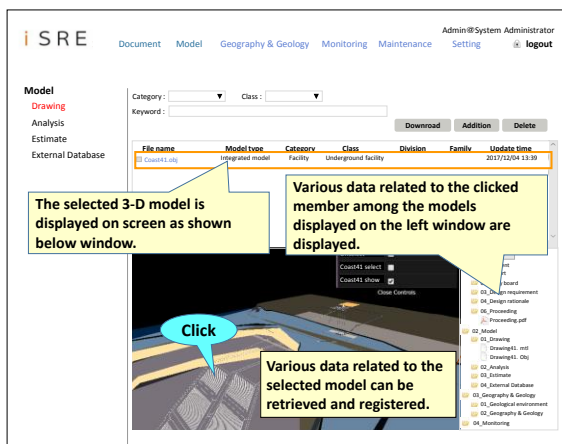 Admin@System Administrator
i SRE
Document Model Geography & Geology Monitoring Maintenance Setting logout
Model
Drawing
Analysis
Estimate
External Database
Category : ▼ Class : ▼
Keyword :
Downroad Addition Delete
File name Model type Category Class Division Family Update time
Coast41.obj Integrated model Facility Underground facility 2017/12/04 13:39
The selected 3-D model is
displayed on screen as shown
below window.
Various data related to the clicked
member among the models
displayed on the left window are
displayed.
Coast41 select
Coast41 show
Close Controls
Click
Various data related to the
selected model can be
retrieved and registered.
board
03_Design requirement
04_Design rationale
06_Proceeding
Proceeding.pdf
02_Model
01_Drawing
Drawing41. mtl
Drawing41. Obj
02_Analysis
03_Estimate
04_External Database
03_Geography & Geology
01_Geological environment
02_Geography & Geology
04_Monitoring